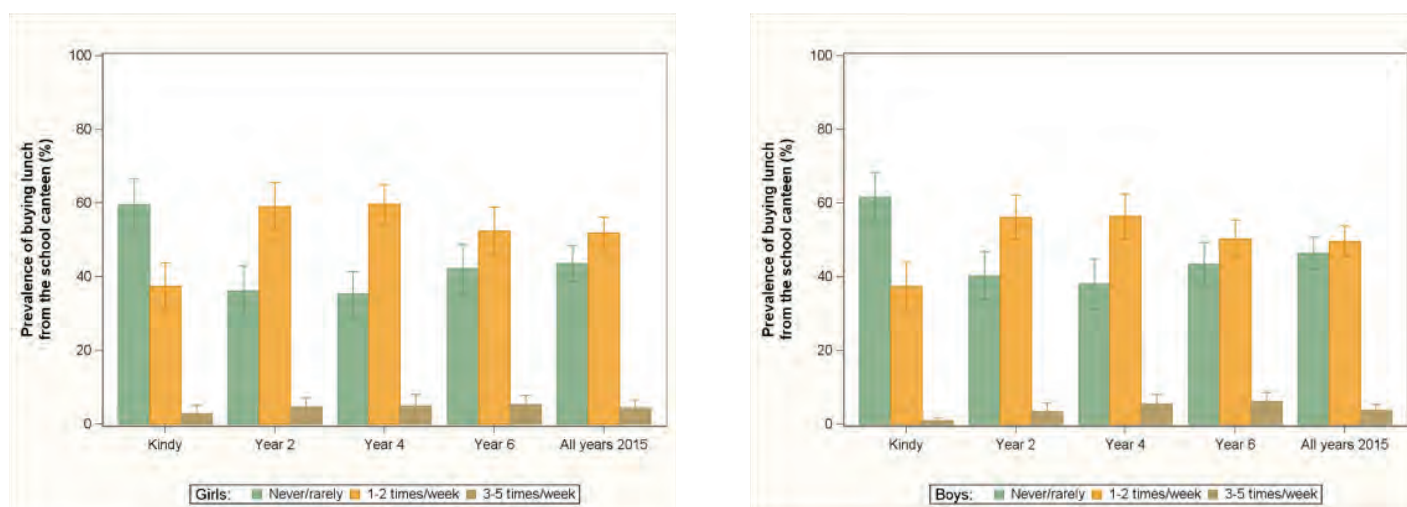 Prevalence of buying lunch
from the school canteen (%)
100
80
60
40
20
0
Kindy Year 2 Year 4 Year 6 All years 2015
Girls: Never/rarely 1-2 times/week 3-5 times/week
Prevalence of buying lunch
from the school canteen (%)
100
80
60
40
20
0
Kindy Year 2 Year 4 Year 6 All years 2015
Boys: Never/rarely 1-2 times/week 3-5 times/week